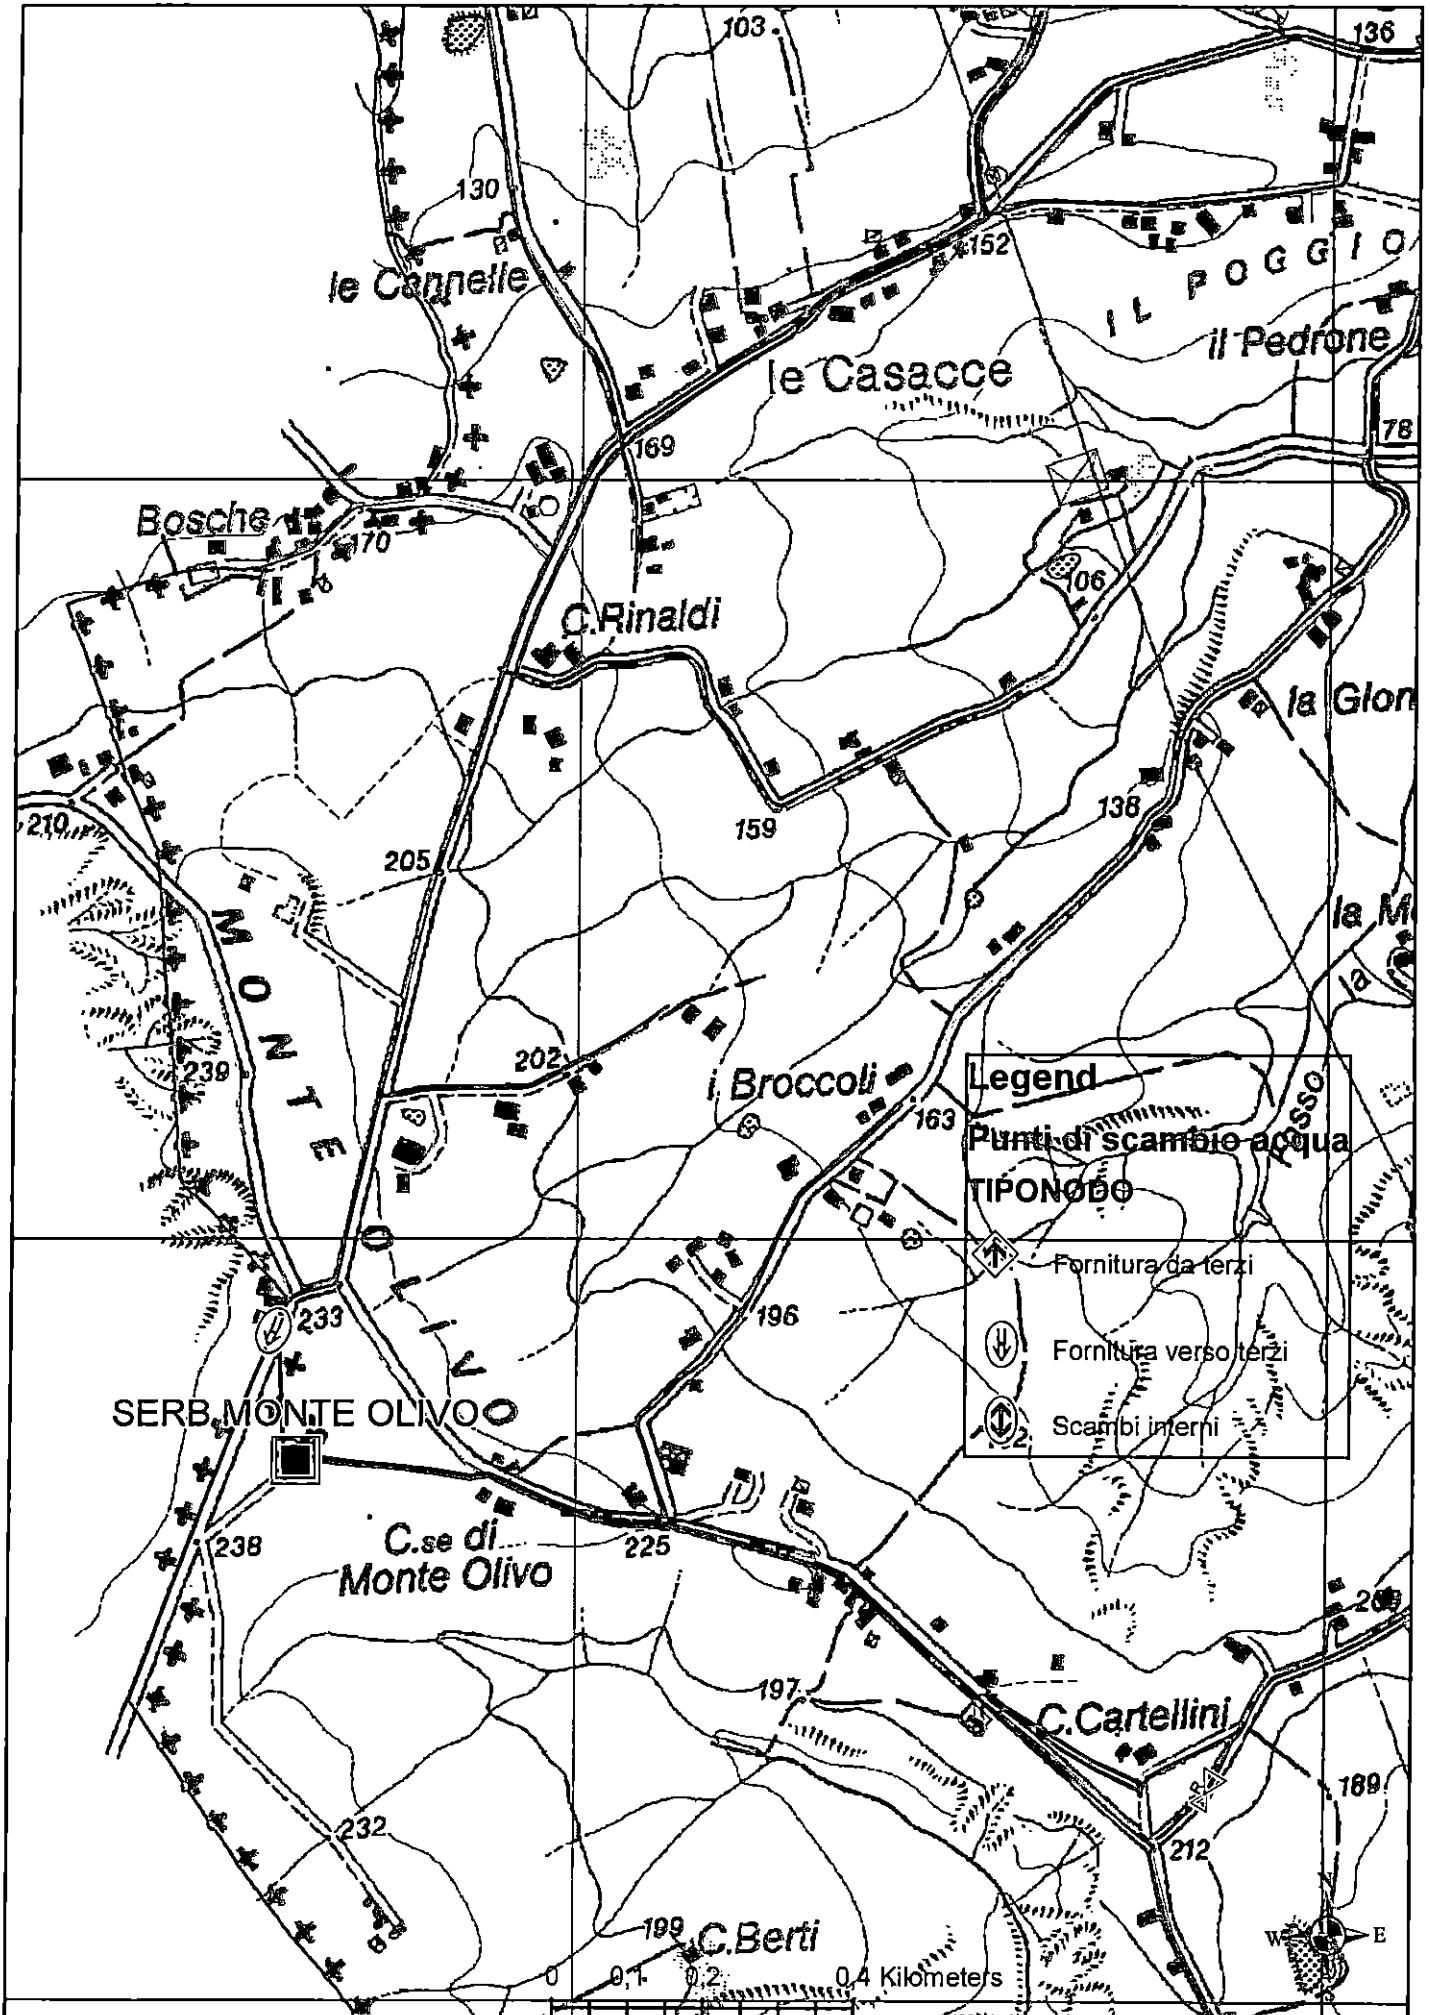 103
136
130
le Cannelle
152
IL POGGIO
il Pedrone
le Casacce
169
78
Bosche
170
106
C.Rinaldi
la Glon
210
159
138
205
la M
la
MONTE OLIVO
239
202
i Broccoli
163
Legend
Punti di scambio acqua
TIPONODO
Fornitura da terzi
Fornitura verso terzi
Scambi interni
ROSSO
233
196
SERB.MONTE OLIVO
238
C.se di
Monte Olivo
225
197
C.Cartellini
R
189
232
212
199
C.Berti
W
E
0 0,1 0,2 0,4 Kilometers